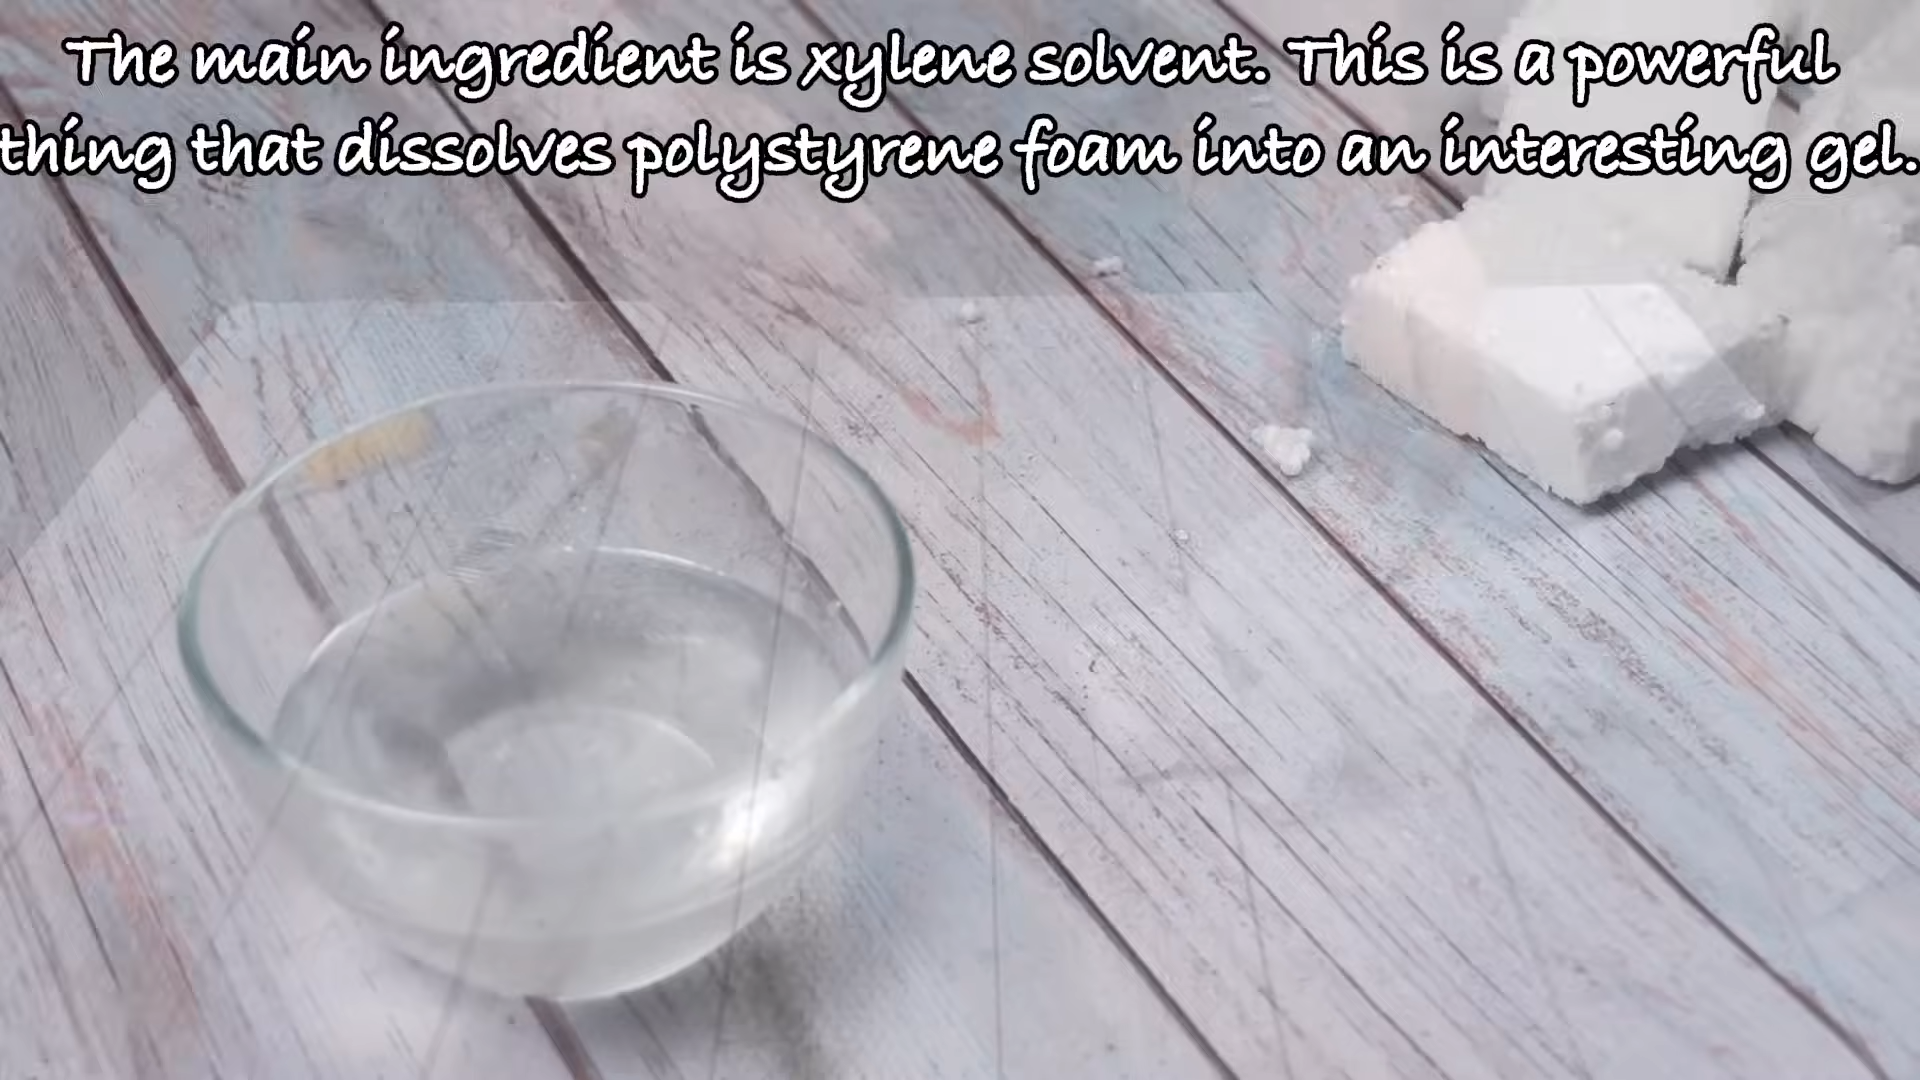 The main ingredient is xylene solvent. This is a powerful
thing that dissolves polystyrene foam into an interesting gel.